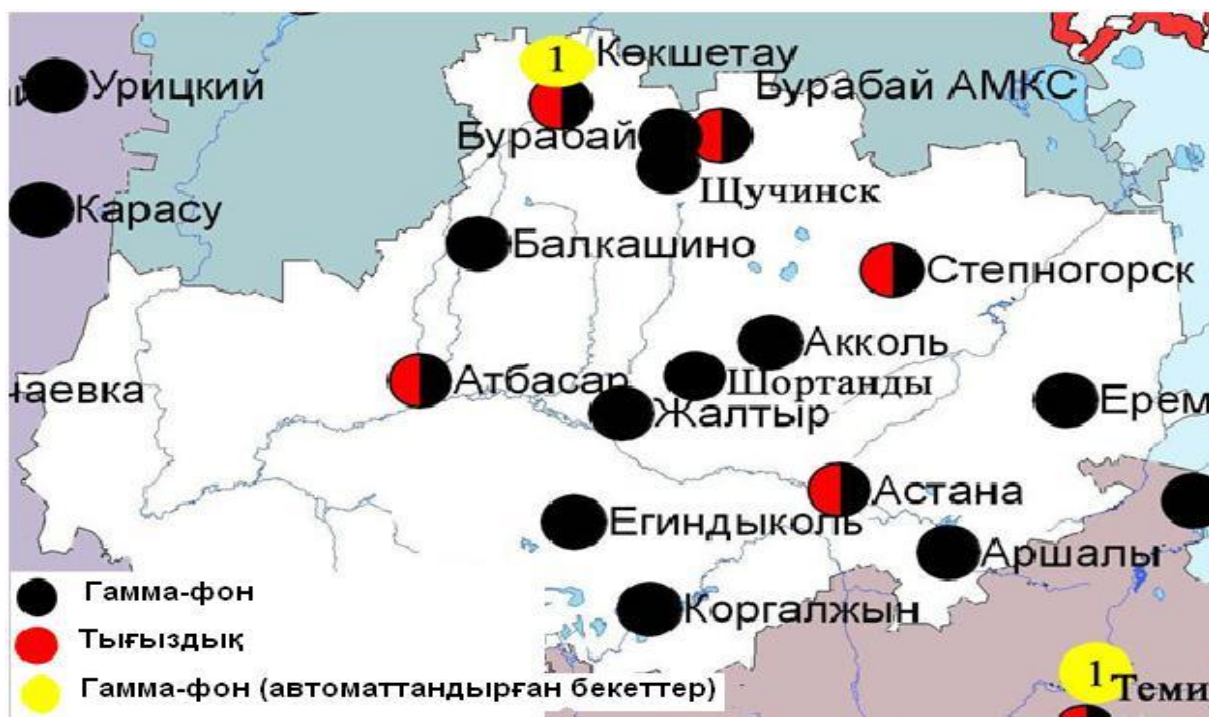 1 Көкшетау
Урицкий
Бурабай АМКС
Бурабай
Щучинск
Карасу
Балкашино
Степногорск
Акколь
Шортанды
Атбасар
чаевка
Жалтыр
Ерем
Астана
Егиндыколь
Аршалы
Коргалжын
Гамма-фон
Тығыздық
Гамма-фон (автоматтандырған бекеттер)
1 Теми